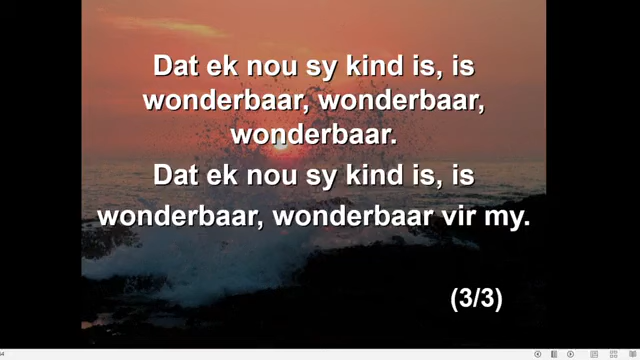 Dat ek nou sy kind is, is
wonderbaar, wonderbaar,
wonderbaar.
Dat ek nou sy kind is, is
wonderbaar, wonderbaar vir my.
(3/3)